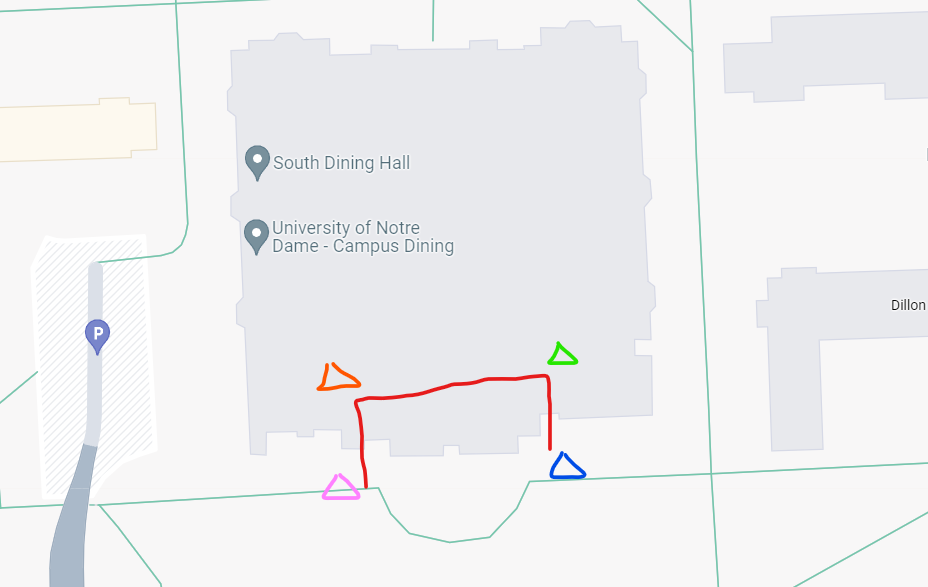 South Dining Hall
University of Notre
Dame - Campus Dining
P
Dillon